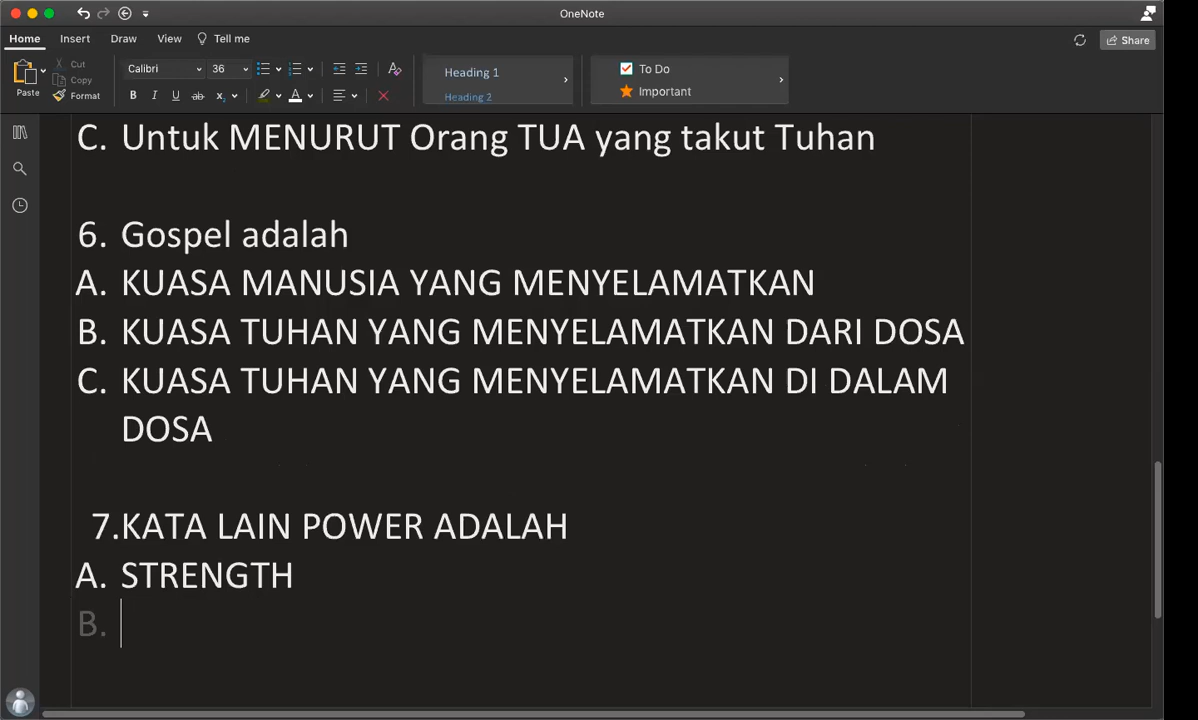 OneNote
Home Insert Draw View Tell me
Share
Paste
Cut
Copy
Format
Calibri 36
B I U ab x₂ A
Heading 1
Heading 2
To Do
Important
C. Untuk MENURUT Orang TUA yang takut Tuhan
6. Gospel adalah
A. KUASA MANUSIA YANG MENYELAMATKAN
B. KUASA TUHAN YANG MENYELAMATKAN DARI DOSA
C. KUASA TUHAN YANG MENYELAMATKAN DI DALAM
DOSA
7.KATA LAIN POWER ADALAH
A. STRENGTH
B.